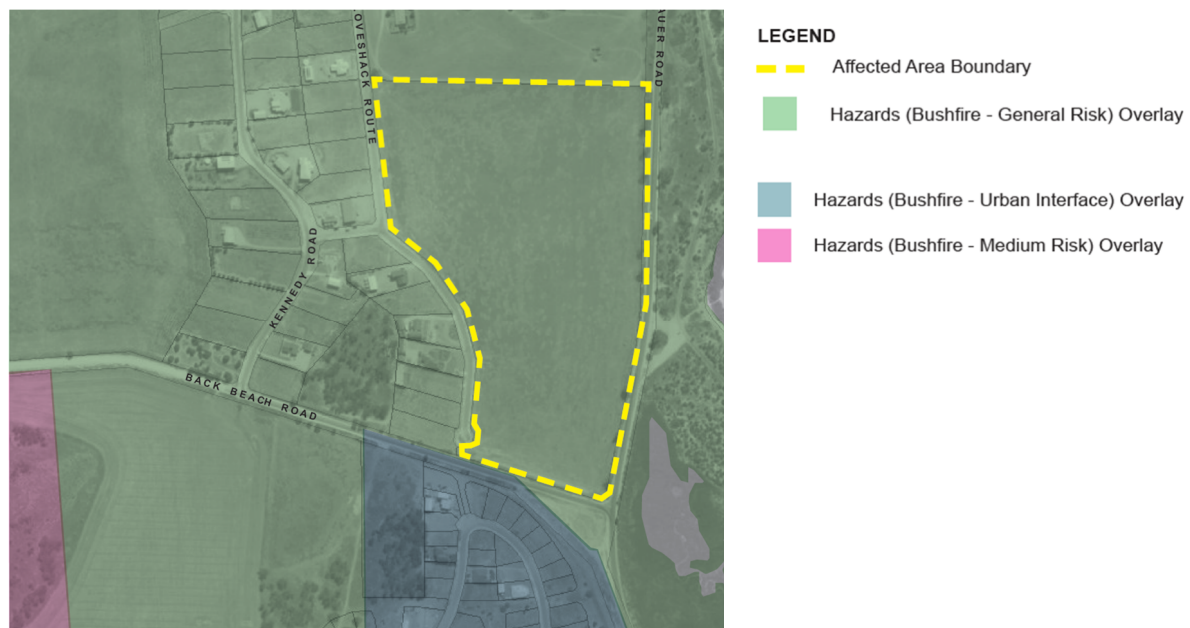 OVESHACK ROUTE
AUER ROAD
KENNEDY ROAD
BACK BEACH ROAD
LEGEND
Affected Area Boundary
Hazards (Bushfire - General Risk) Overlay
Hazards (Bushfire - Urban Interface) Overlay
Hazards (Bushfire - Medium Risk) Overlay